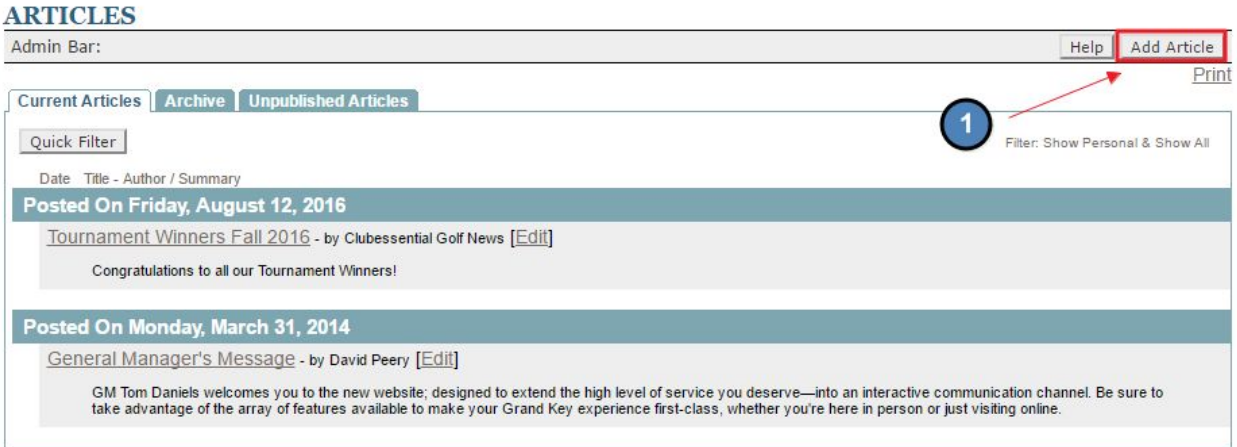 ARTICLES
Admin Bar:
Help Add Article
Print
Current Articles Archive Unpublished Articles
1
Quick Filter
Filter: Show Personal & Show All
Date Title - Author / Summary
Posted On Friday, August 12, 2016
Tournament Winners Fall 2016 - by Clubessential Golf News [Edit]
Congratulations to all our Tournament Winners!
Posted On Monday, March 31, 2014
General Manager's Message - by David Peery [Edit]
GM Tom Daniels welcomes you to the new website; designed to extend the high level of service you deserve—into an interactive communication channel. Be sure to
take advantage of the array of features available to make your Grand Key experience first-class, whether you're here in person or just visiting online.